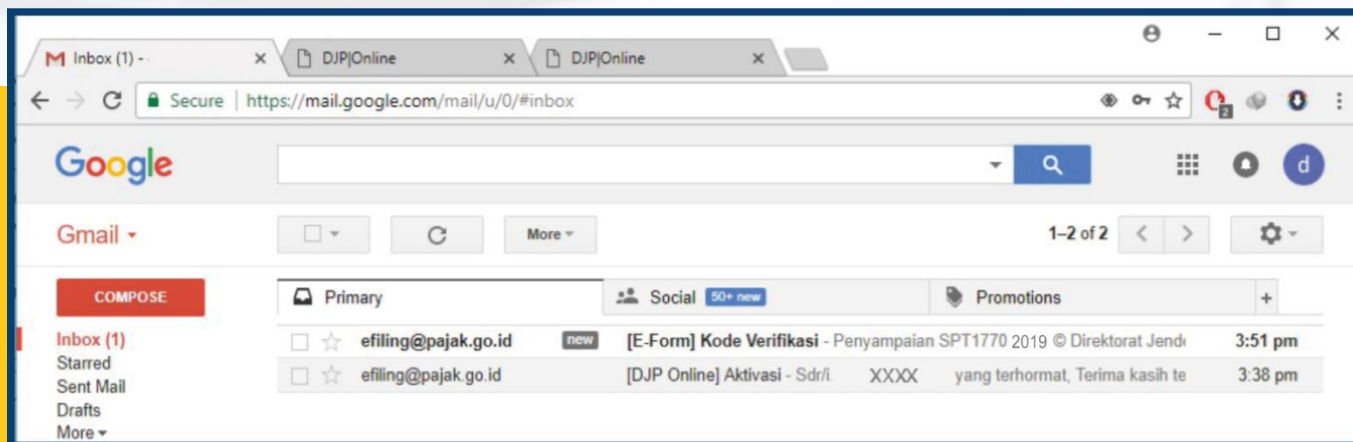 Inbox (1) -
DJP|Online
DJP|Online
Secure
https://mail.google.com/mail/u/0/#inbox
2
Google
d
Gmail
More
1–2 of 2
COMPOSE
Primary
Social 50+ new
Promotions
+
Inbox (1)
efiling@pajak.go.id new [E-Form] Kode Verifikasi - Penyampaian SPT1770 2019 © Direktorat Jende 3:51 pm
Starred
efiling@pajak.go.id [DJP Online] Aktivasi - Sdr/i. XXXX yang terhormat, Terima kasih te 3:38 pm
Sent Mail
Drafts
More